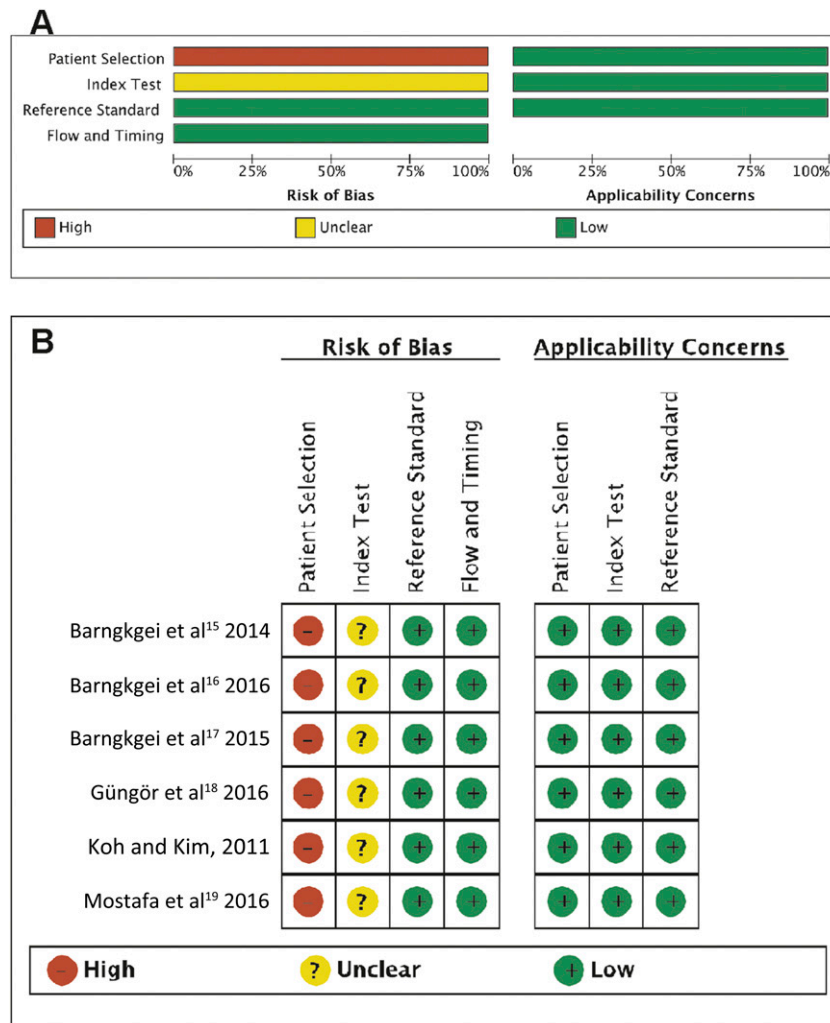 A
Patient Selection
Index Test
Reference Standard
Flow and Timing
0% 25% 50% 75% 100% 0% 25% 50% 75% 100%
Risk of Bias Applicability Concerns
High Unclear Low
B
Risk of Bias Applicability Concerns
Patient Selection
Index Test
Reference Standard
Flow and Timing
Patient Selection
Index Test
Reference Standard
Barngkgei et al¹⁵ 2014 - ? + + + + +
Barngkgei et al¹⁶ 2016 - ? + + + + +
Barngkgei et al¹⁷ 2015 - ? + + + + +
Güngör et al¹⁸ 2016 - ? + + + + +
Koh and Kim, 2011 - ? + + + + +
Mostafa et al¹⁹ 2016 - ? + + + + +
- High ? Unclear + Low